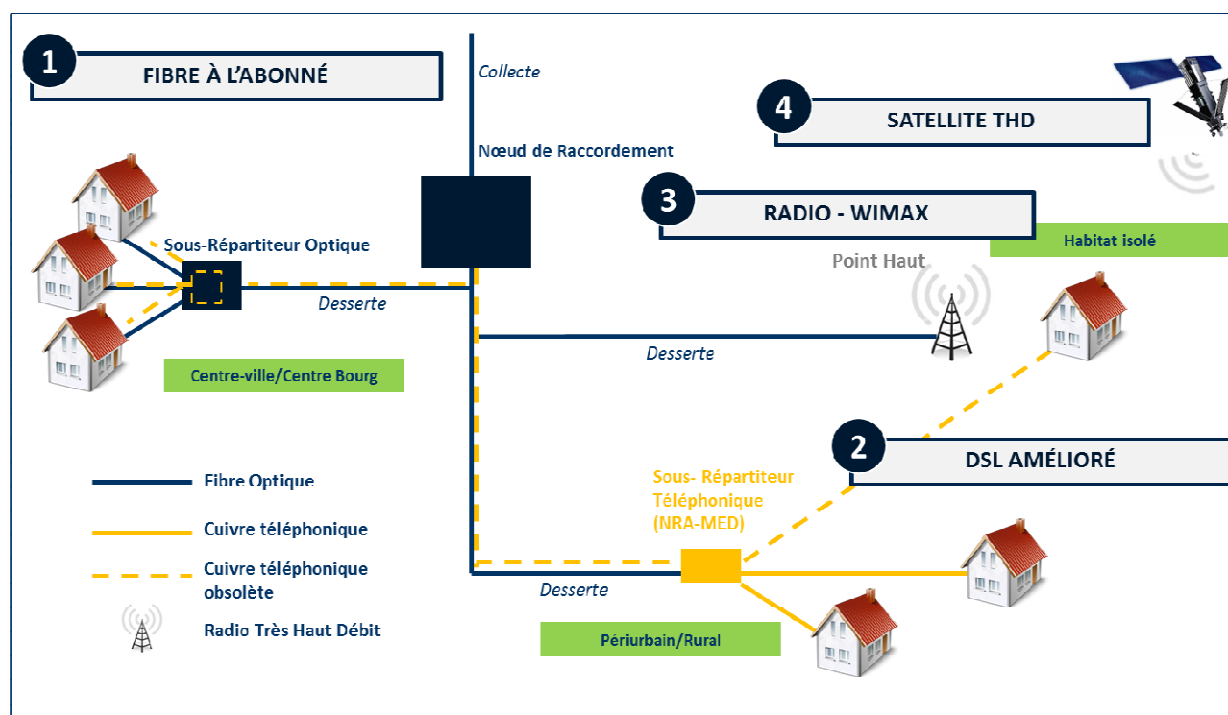 1
FIBRE À L'ABONNÉ
Collecte
4
SATELLITE THD
Nœud de Raccordement
3
RADIO - WIMAX
Habitat isolé
Sous-Répartiteur Optique
Point Haut
Desserte
Desserte
Centre-ville/Centre Bourg
2
DSL AMÉLIORÉ
Fibre Optique
Sous- Répartiteur
Téléphonique
(NRA-MED)
Cuivre téléphonique
Cuivre téléphonique
obsolète
Desserte
Radio Très Haut Débit
Périurbain/Rural